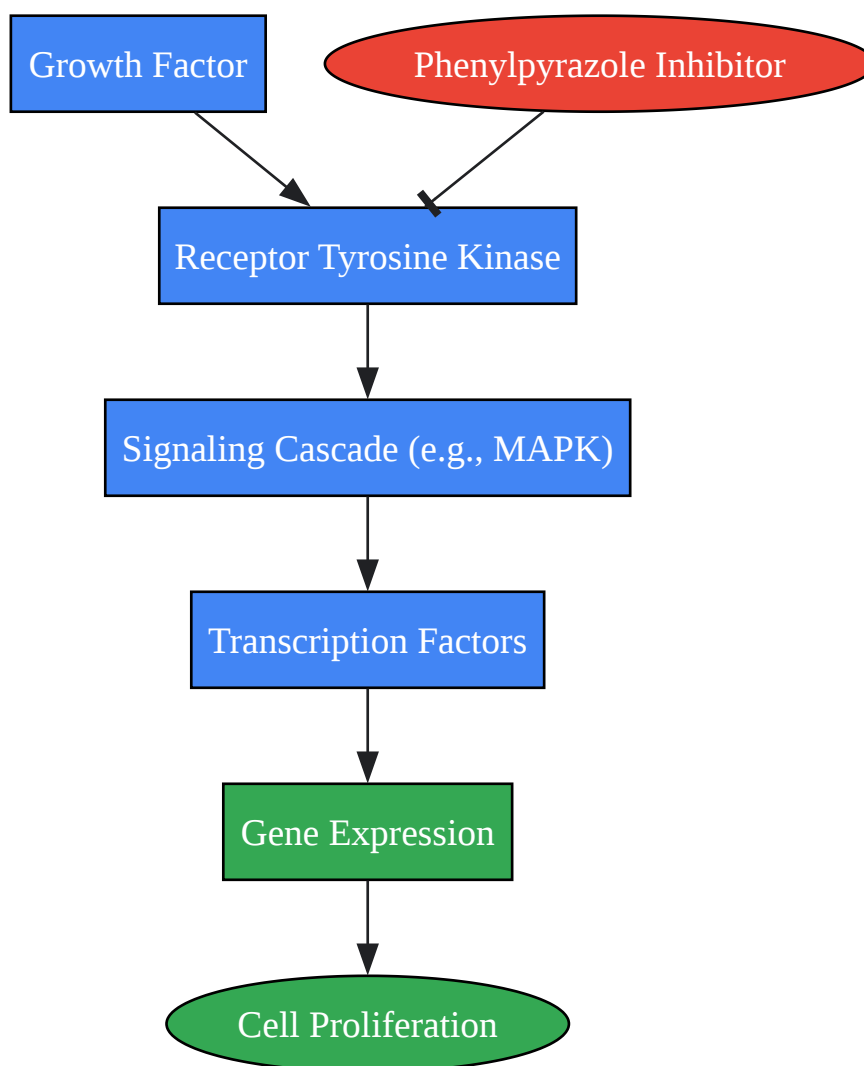 Growth Factor
Phenylpyrazole Inhibitor
Receptor Tyrosine Kinase
Signaling Cascade (e.g., MAPK)
Transcription Factors
Gene Expression
Cell Proliferation